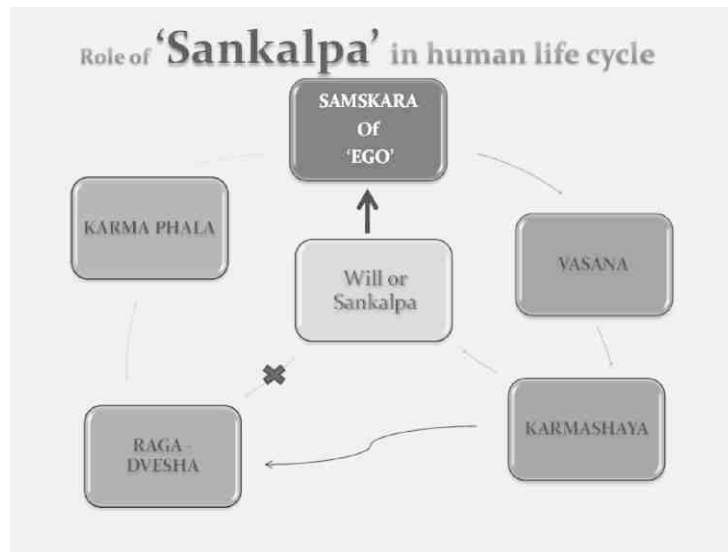 Role of 'Sankalpa' in human life cycle
SAMSKARA
Of
'EGO'
KARMA PHALA
Will or
Sankalpa
VASANA
RAGA -
DVESHA
KARMASHAYA